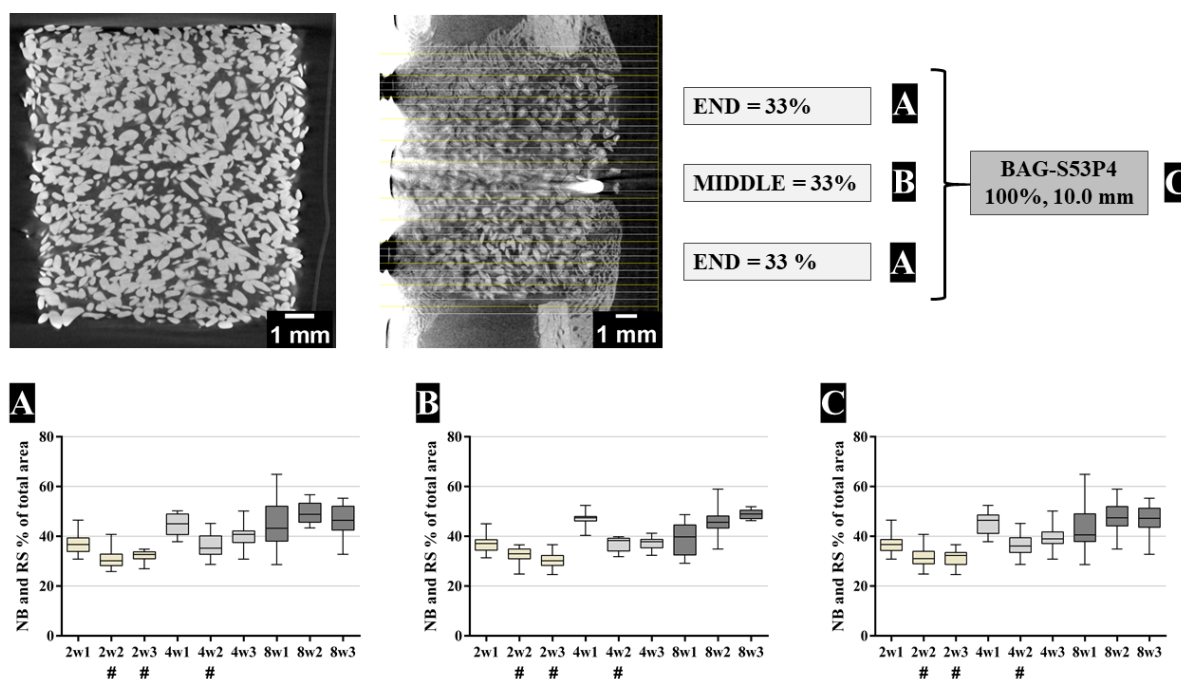 1 mm
1 mm
END = 33%
A
MIDDLE = 33%
B
END = 33 %
A
BAG-S53P4
100%, 10.0 mm
C
A
NB and RS % of total area
80
60
40
20
0
2w1 2w2 2w3 4w1 4w2 4w3 8w1 8w2 8w3
# # #
B
NB and RS % of total area
80
60
40
20
0
2w1 2w2 2w3 4w1 4w2 4w3 8w1 8w2 8w3
# # #
C
NB and RS % of total area
80
60
40
20
0
2w1 2w2 2w3 4w1 4w2 4w3 8w1 8w2 8w3
# # #